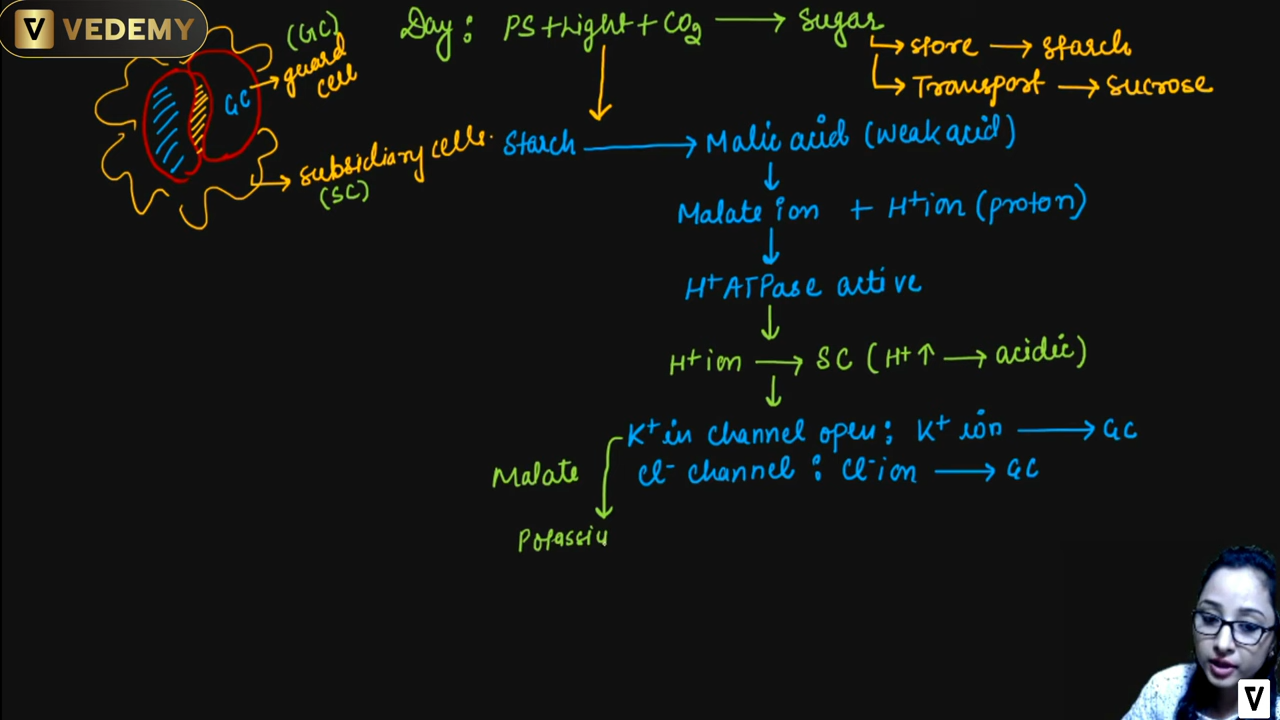 VEDEMY
(GC)
guard
cell
GC
subsidiary cells.
(SC)
Day: PS + Light + CO2 → Sugar
→ store → starch
→ Transport → Sucrose
Starch → Malic acid (weak acid)
↓
Malate ion + H+ ion (proton)
↓
H+ ATPase active
↓
H+ ion → SC (H+ ↑ → acidic)
↓
K+ in channel open: K+ ion → GC
Cl- channel : Cl- ion → GC
Malate
Potassiu